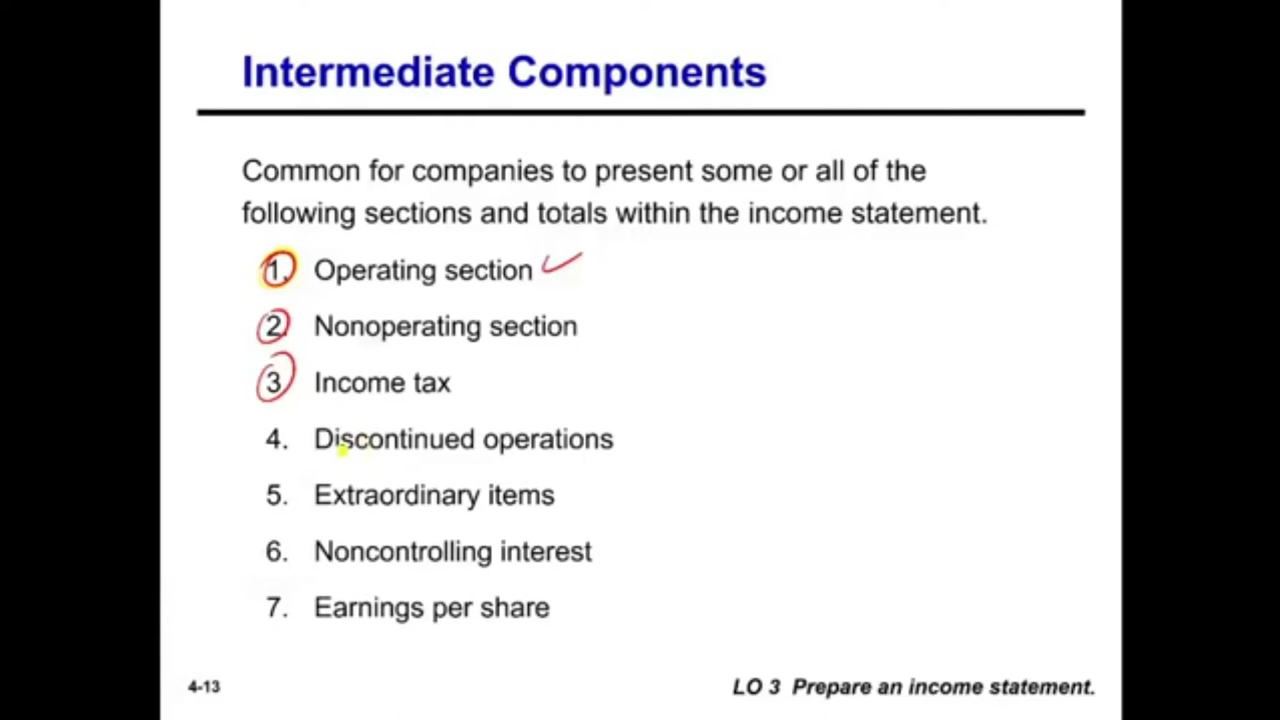 Intermediate Components
Common for companies to present some or all of the
following sections and totals within the income statement.
1. Operating section
2. Nonoperating section
3 Income tax
4. Discontinued operations
5. Extraordinary items
6. Noncontrolling interest
7. Earnings per share
4-13
LO 3 Prepare an income statement.